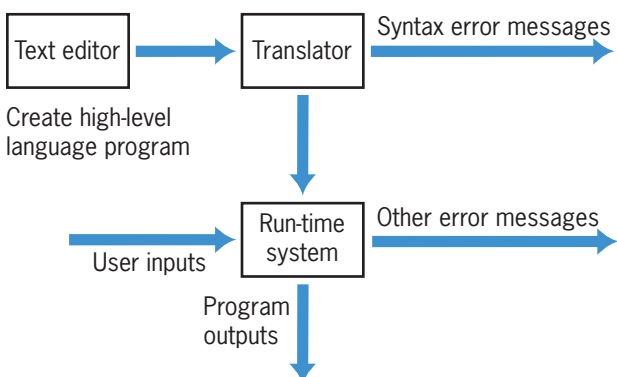 Text editor
Translator
Syntax error messages
Create high-level
language program
Run-time
system
Other error messages
User inputs
Program
outputs